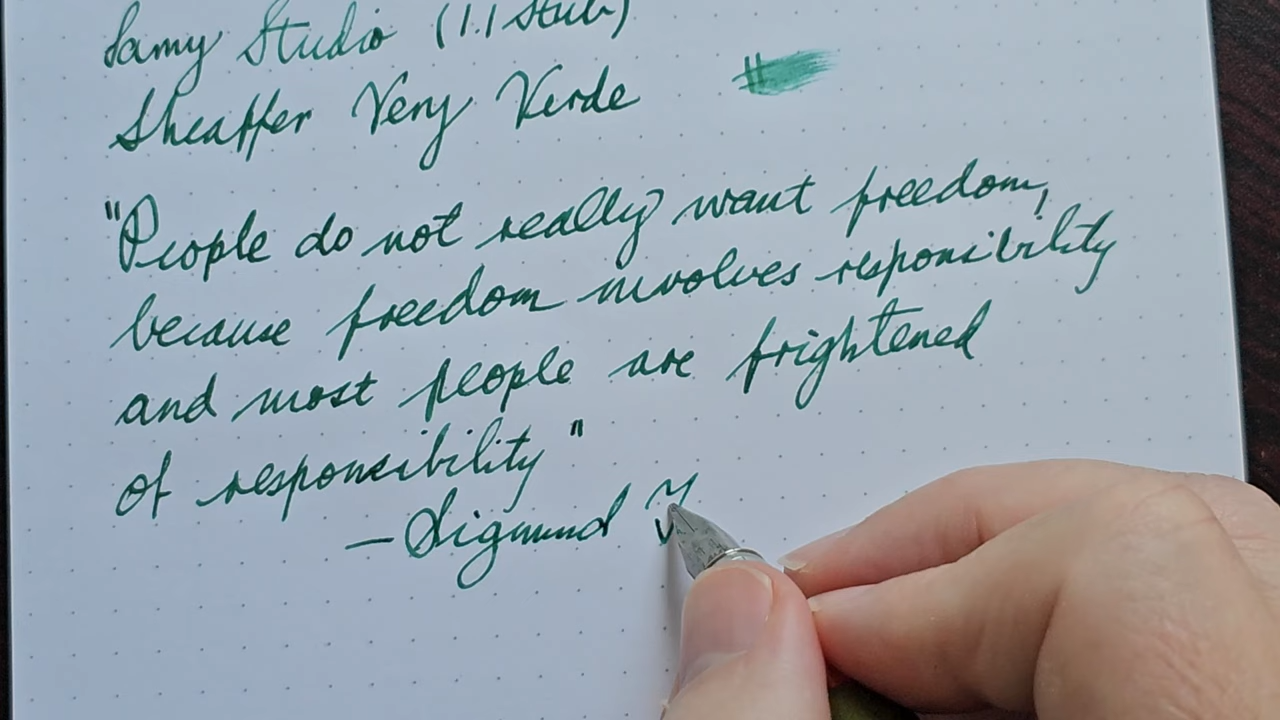 Lamy Studio (1.1 Stub)
Sheaffer Very Verde
"People do not really want freedom,
because freedom involves responsibility
and most people are frightened
of responsibility"
— Sigmund